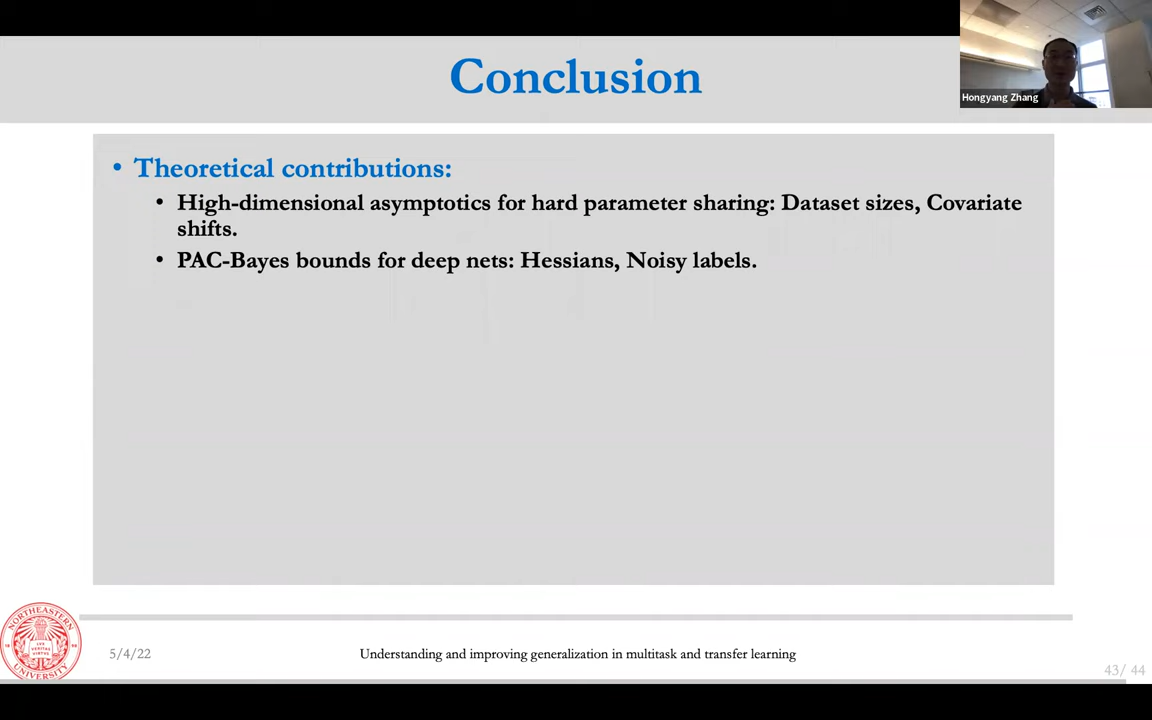 Conclusion
Hongyang Zhang
• Theoretical contributions:
• High-dimensional asymptotics for hard parameter sharing: Dataset sizes, Covariate
shifts.
• PAC-Bayes bounds for deep nets: Hessians, Noisy labels.
NORTHEASTERN
UNIVERSITY
5/4/22
Understanding and improving generalization in multitask and transfer learning
43/ 44